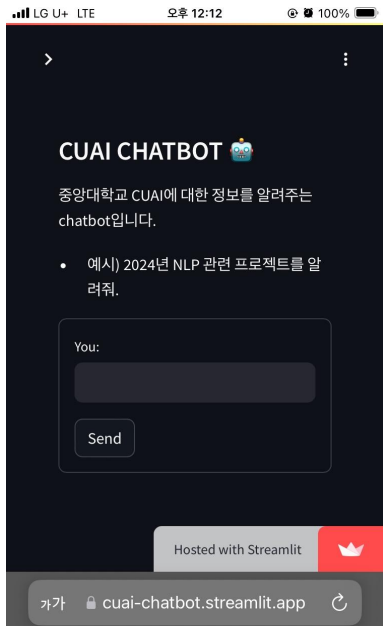 LG U+ LTE 오후 12:12 100%
CUAI CHATBOT 🤖
중앙대학교 CUAI에 대한 정보를 알려주는
chatbot입니다.
• 예시) 2024년 NLP 관련 프로젝트를 알
려줘.
You:
Send
Hosted with Streamlit
가가 cuai-chatbot.streamlit.app